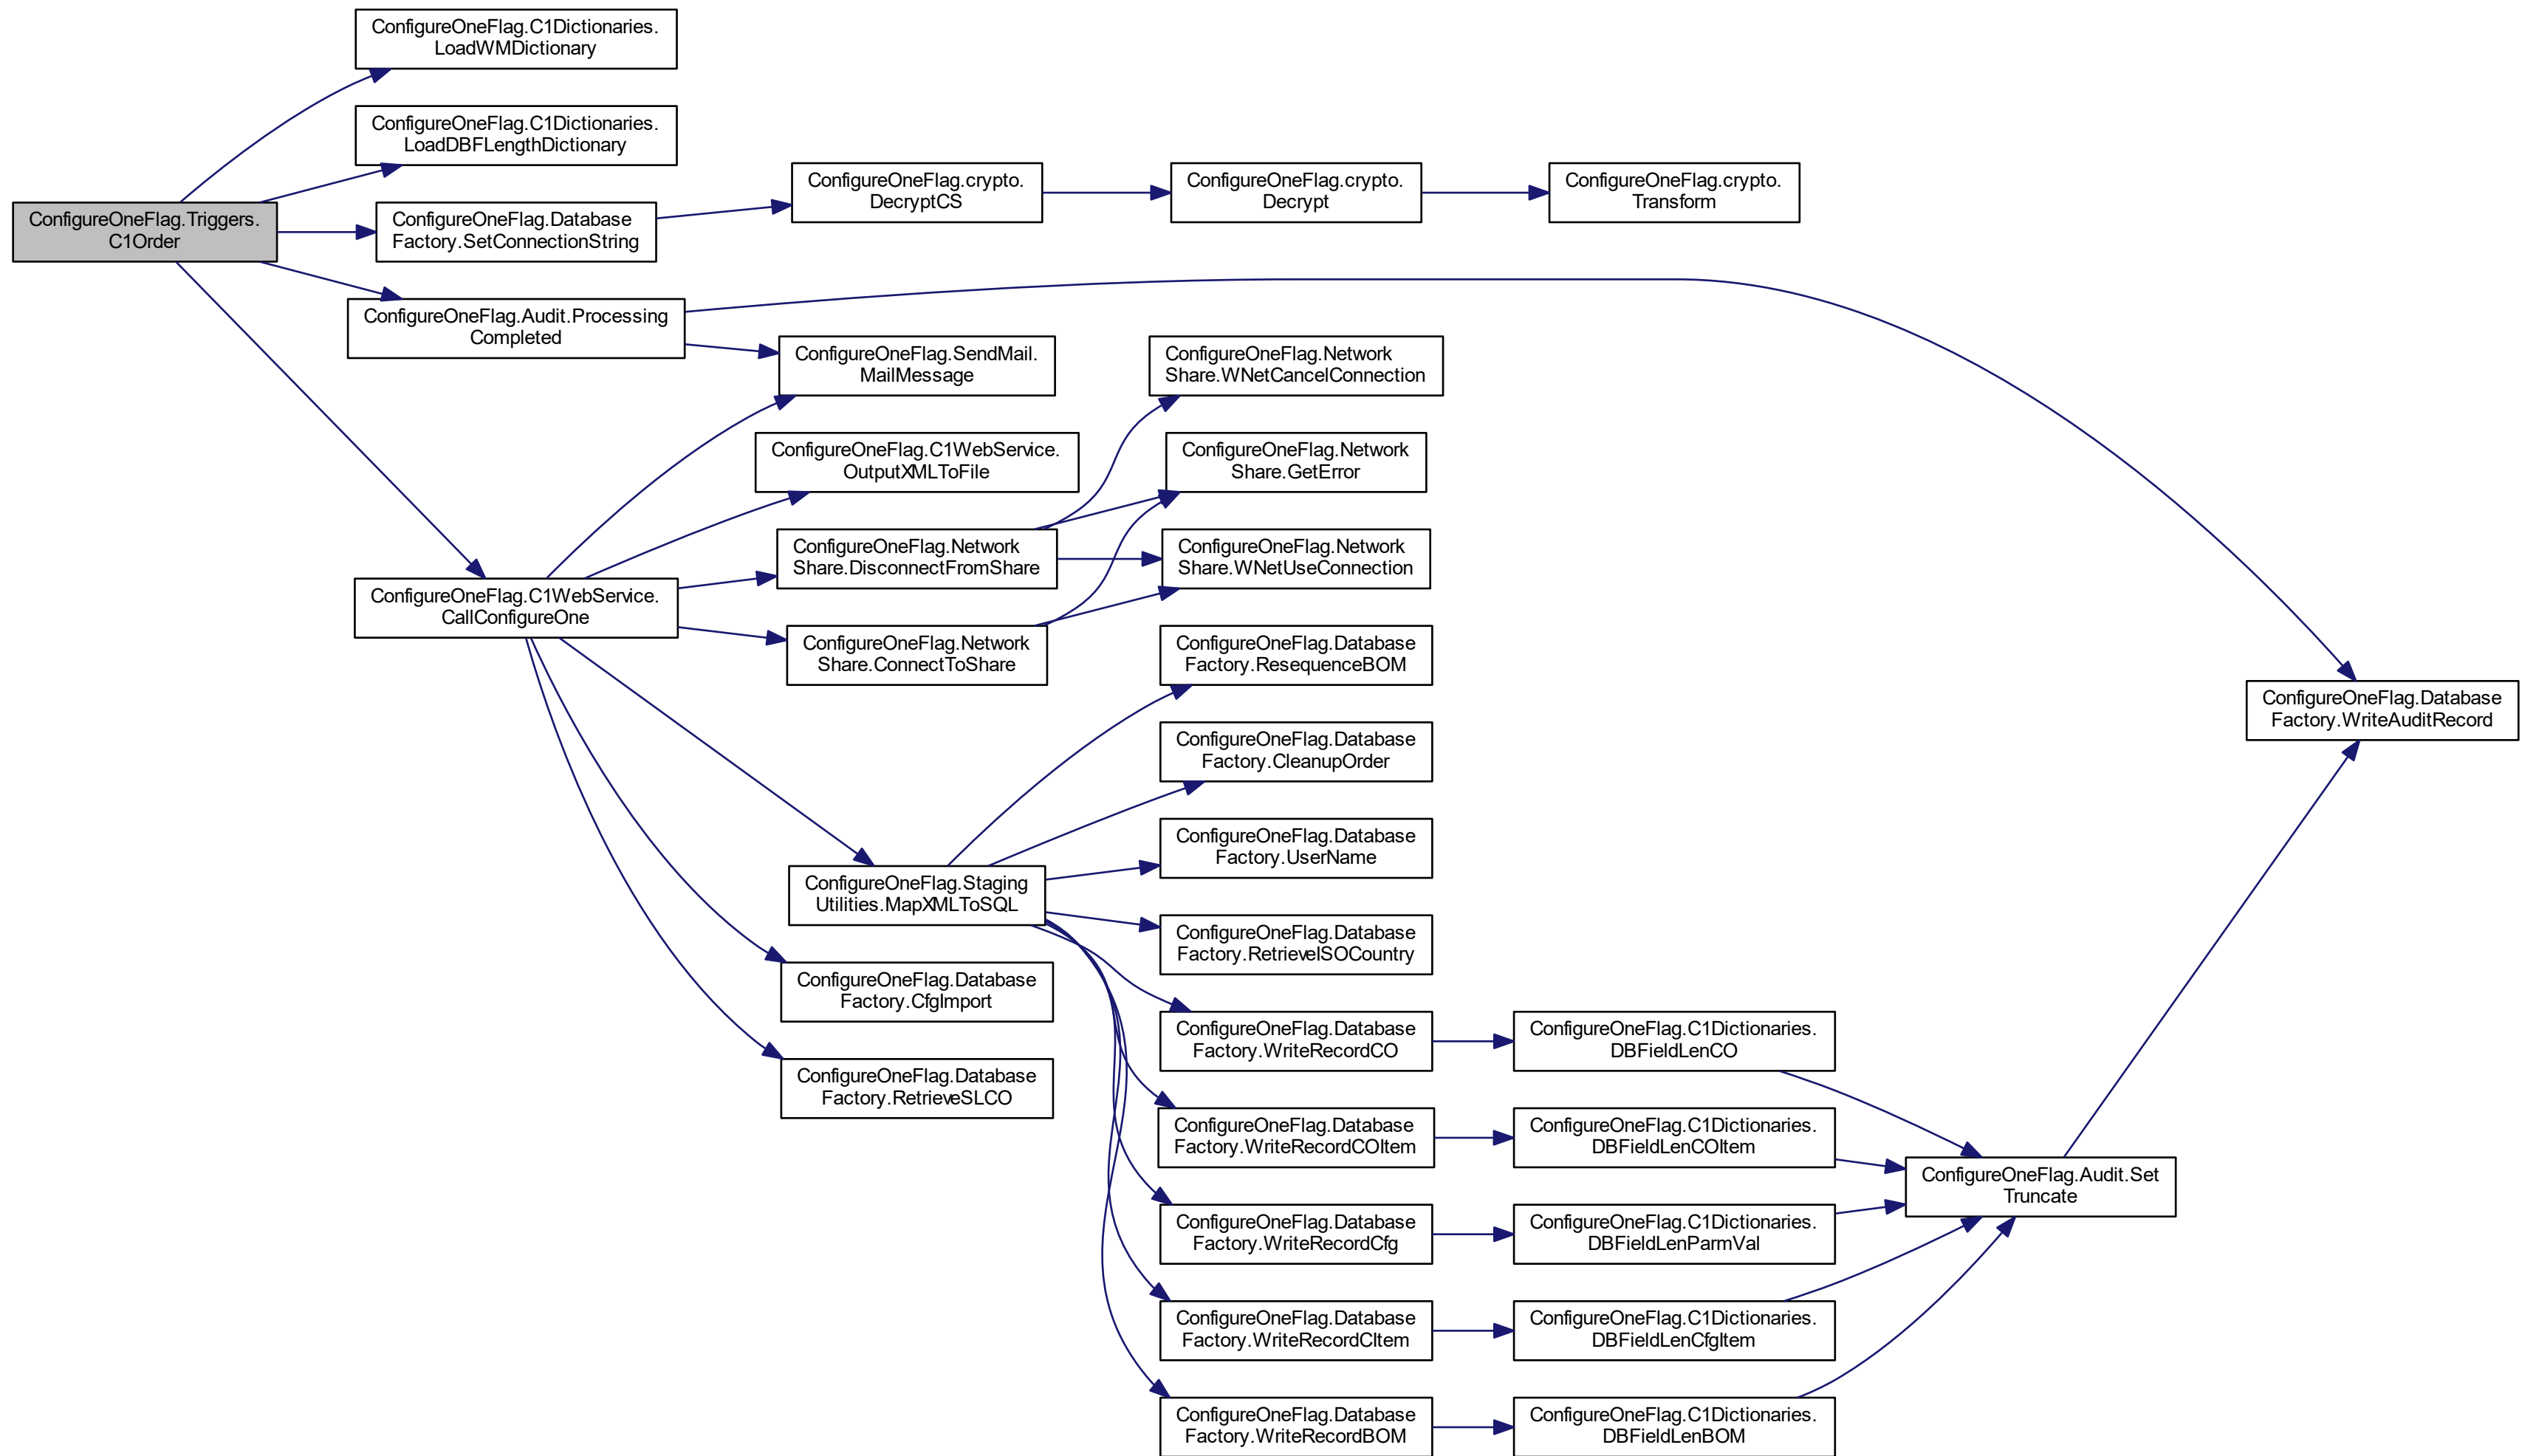 ConfigureOneFlag.C1Dictionaries.
LoadWMDictionary
ConfigureOneFlag.C1Dictionaries.
LoadDBFLengthDictionary
ConfigureOneFlag.Triggers.
C1Order
ConfigureOneFlag.Database
Factory.SetConnectionString
ConfigureOneFlag.crypto.
DecryptCS
ConfigureOneFlag.crypto.
Decrypt
ConfigureOneFlag.crypto.
Transform
ConfigureOneFlag.Audit.Processing
Completed
ConfigureOneFlag.SendMail.
MailMessage
ConfigureOneFlag.Network
Share.WNetCancelConnection
ConfigureOneFlag.C1WebService.
OutputXMLToFile
ConfigureOneFlag.Network
Share.GetError
ConfigureOneFlag.Network
Share.DisconnectFromShare
ConfigureOneFlag.Network
Share.WNetUseConnection
ConfigureOneFlag.C1WebService.
CallConfigureOne
ConfigureOneFlag.Network
Share.ConnectToShare
ConfigureOneFlag.Database
Factory.ResequenceBOM
ConfigureOneFlag.Database
Factory.WriteAuditRecord
ConfigureOneFlag.Database
Factory.CleanupOrder
ConfigureOneFlag.Database
Factory.UserName
ConfigureOneFlag.Staging
Utilities.MapXMLToSQL
ConfigureOneFlag.Database
Factory.RetrieveISOCountry
ConfigureOneFlag.Database
Factory.CfgImport
ConfigureOneFlag.Database
Factory.WriteRecordCO
ConfigureOneFlag.C1Dictionaries.
DBFieldLenCO
ConfigureOneFlag.Database
Factory.RetrieveSLCO
ConfigureOneFlag.Database
Factory.WriteRecordCOItem
ConfigureOneFlag.C1Dictionaries.
DBFieldLenCOItem
ConfigureOneFlag.Audit.Set
Truncate
ConfigureOneFlag.Database
Factory.WriteRecordCfg
ConfigureOneFlag.C1Dictionaries.
DBFieldLenParmVal
ConfigureOneFlag.Database
Factory.WriteRecordCItem
ConfigureOneFlag.C1Dictionaries.
DBFieldLenCfgItem
ConfigureOneFlag.Database
Factory.WriteRecordBOM
ConfigureOneFlag.C1Dictionaries.
DBFieldLenBOM